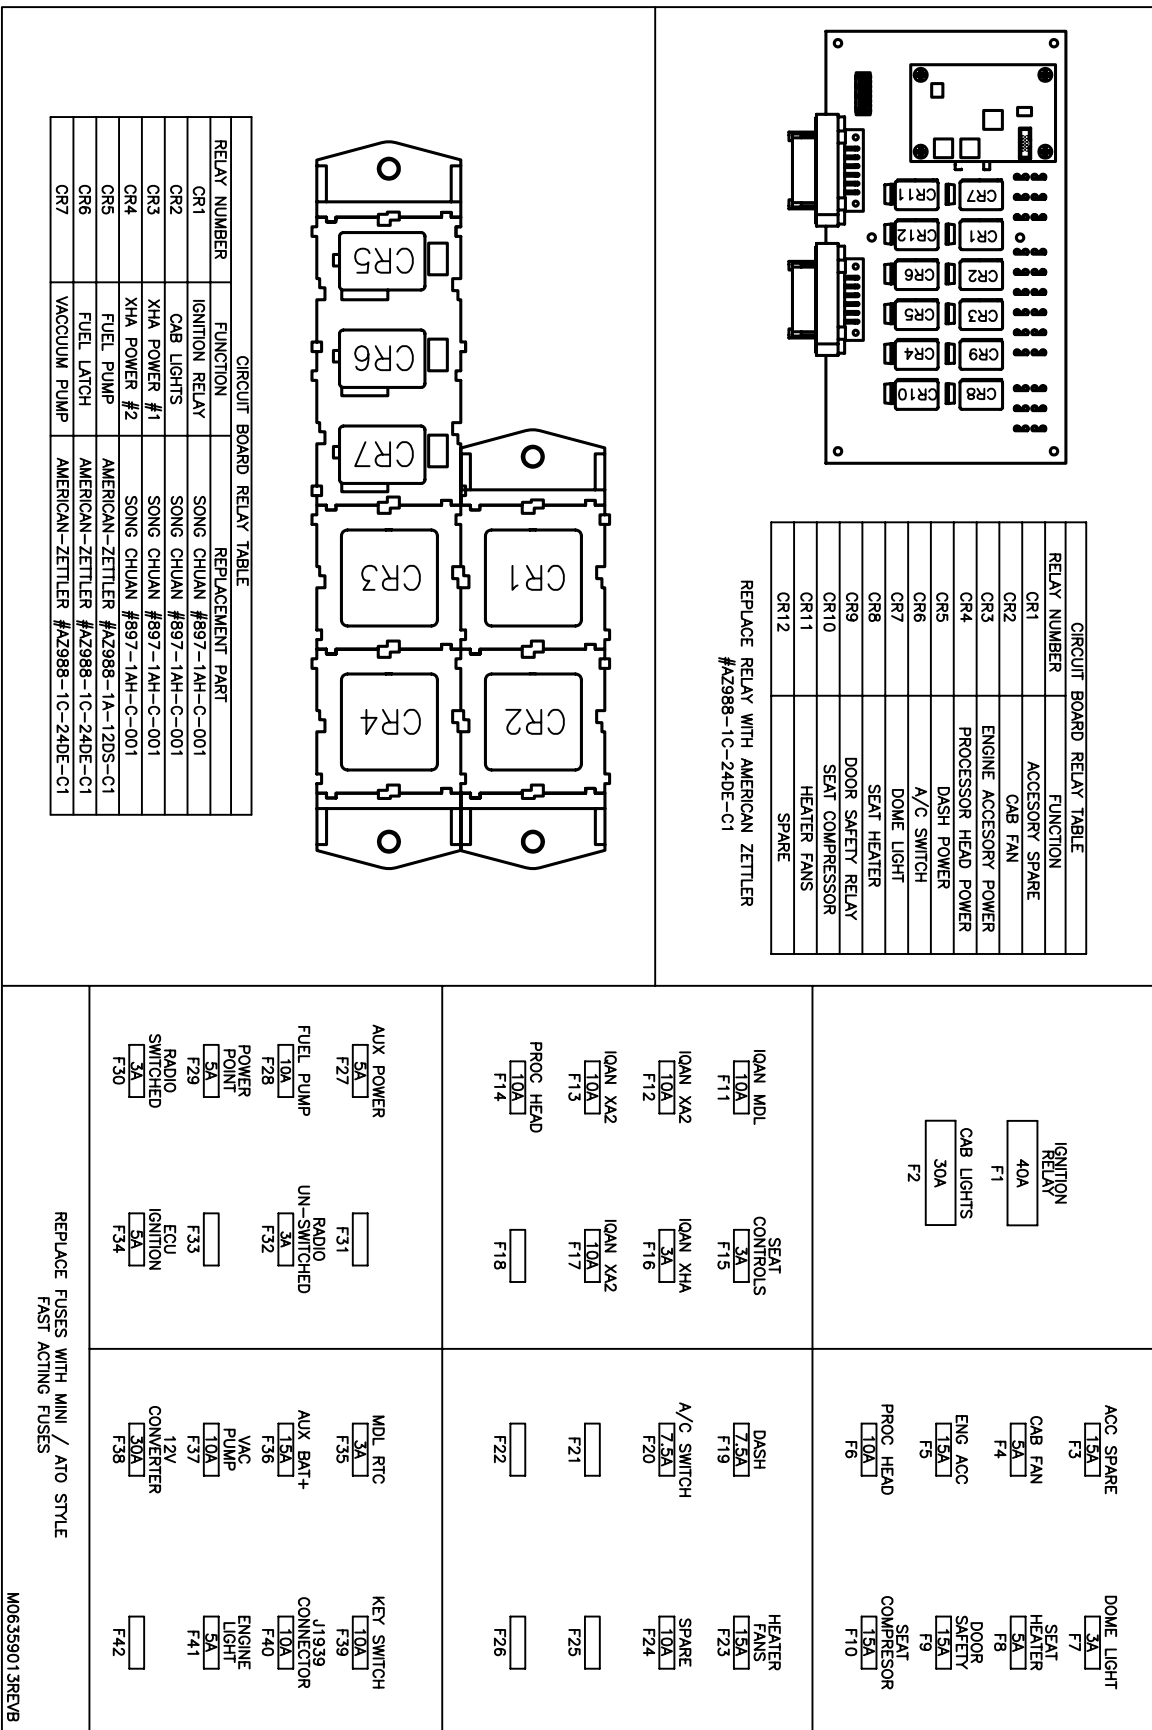 CR7
CR11
CR1
CR12
CR2
CR6
CR3
CR5
CR9
CR4
CR8
CR10
CIRCUIT BOARD RELAY TABLE
RELAY NUMBER FUNCTION
CR1 ACCESORY SPARE
CR2 CAB FAN
CR3 ENGINE ACCESORY POWER
CR4 PROCESSOR HEAD POWER
CR5 DASH POWER
CR6 A/C SWITCH
CR7 DOME LIGHT
CR8 SEAT HEATER
CR9 DOOR SAFETY RELAY
CR10 SEAT COMPRESSOR
CR11 HEATER FANS
CR12 SPARE
REPLACE RELAY WITH AMERICAN ZETTLER
#AZ988-1C-24DE-C1
CR5
CR6
CR7
CR3
CR1
CR4
CR2
CIRCUIT BOARD RELAY TABLE
RELAY NUMBER FUNCTION REPLACEMENT PART
CR1 IGNITION RELAY SONG CHUAN #897-1AH-C-001
CR2 CAB LIGHTS SONG CHUAN #897-1AH-C-001
CR3 XHA POWER #1 SONG CHUAN #897-1AH-C-001
CR4 XHA POWER #2 SONG CHUAN #897-1AH-C-001
CR5 FUEL PUMP AMERICAN-ZETTLER #AZ988-1A-12DS-C1
CR6 FUEL LATCH AMERICAN-ZETTLER #AZ988-1C-24DE-C1
CR7 VACCUUM PUMP AMERICAN-ZETTLER #AZ988-1C-24DE-C1
IGNITION
RELAY
40A
F1
CAB LIGHTS
30A
F2
ACC SPARE
15A
F3
CAB FAN
5A
F4
ENG ACC
15A
F5
PROC HEAD
10A
F6
DOME LIGHT
3A
F7
SEAT
HEATER
5A
F8
DOOR
SAFETY
15A
F9
SEAT
COMPRESOR
15A
F10
IQAN MDL
10A
F11
IQAN XA2
10A
F12
IQAN XA2
10A
F13
PROC HEAD
10A
F14
SEAT
CONTROLS
3A
F15
IQAN XHA
3A
F16
IQAN XA2
10A
F17
F18
DASH
7.5A
F19
A/C SWITCH
7.5A
F20
F21
F22
HEATER
FANS
15A
F23
SPARE
10A
F24
F25
F26
AUX POWER
5A
F27
FUEL PUMP
10A
F28
POWER
POINT
5A
F29
RADIO
SWITCHED
3A
F30
F31
RADIO
UN-SWITCHED
3A
F32
F33
ECU
IGNITION
5A
F34
MDL RTC
3A
F35
AUX BAT+
15A
F36
VAC
PUMP
10A
F37
12V
CONVERTER
30A
F38
KEY SWITCH
10A
F39
J1939
CONNECTOR
10A
F40
ENGINE
LIGHT
5A
F41
F42
REPLACE FUSES WITH MINI / ATO STYLE
FAST ACTING FUSES
M06359013REVB